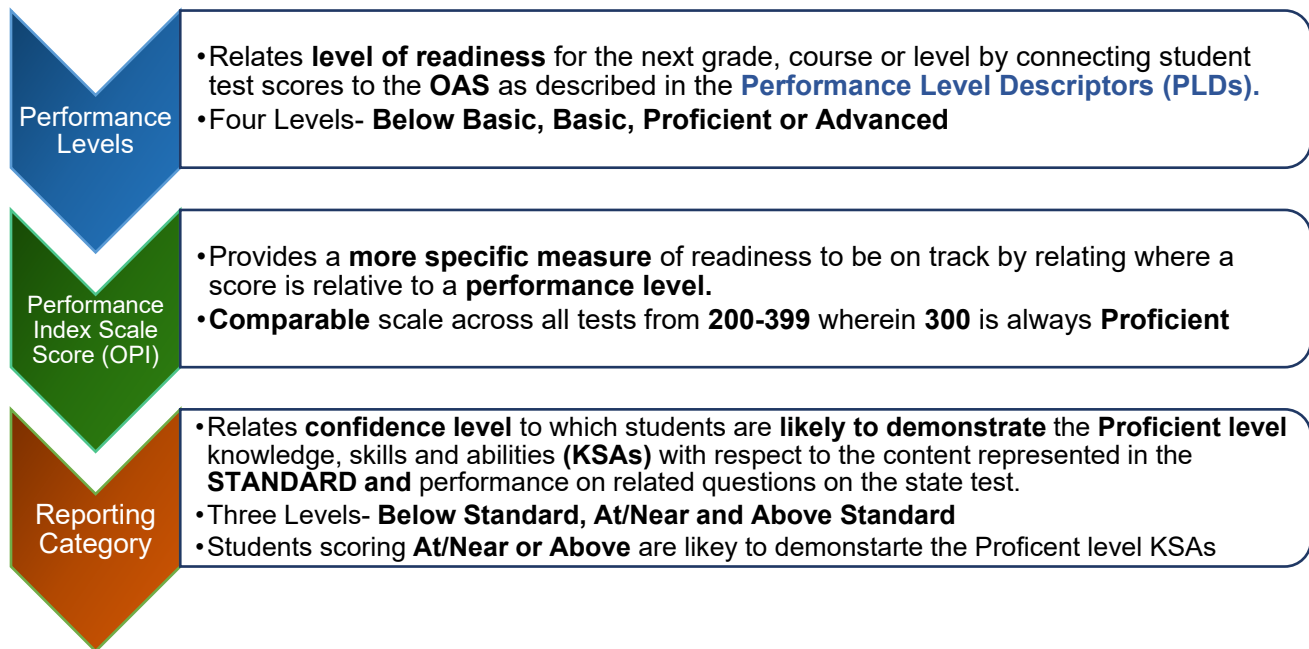 Performance
Levels
•Relates level of readiness for the next grade, course or level by connecting student
test scores to the OAS as described in the Performance Level Descriptors (PLDs).
•Four Levels- Below Basic, Basic, Proficient or Advanced
Performance
Index Scale
Score (OPI)
•Provides a more specific measure of readiness to be on track by relating where a
score is relative to a performance level.
•Comparable scale across all tests from 200-399 wherein 300 is always Proficient
Reporting
Category
•Relates confidence level to which students are likely to demonstrate the Proficient level
knowledge, skills and abilities (KSAs) with respect to the content represented in the
STANDARD and performance on related questions on the state test.
•Three Levels- Below Standard, At/Near and Above Standard
•Students scoring At/Near or Above are likey to demonstarte the Proficent level KSAs